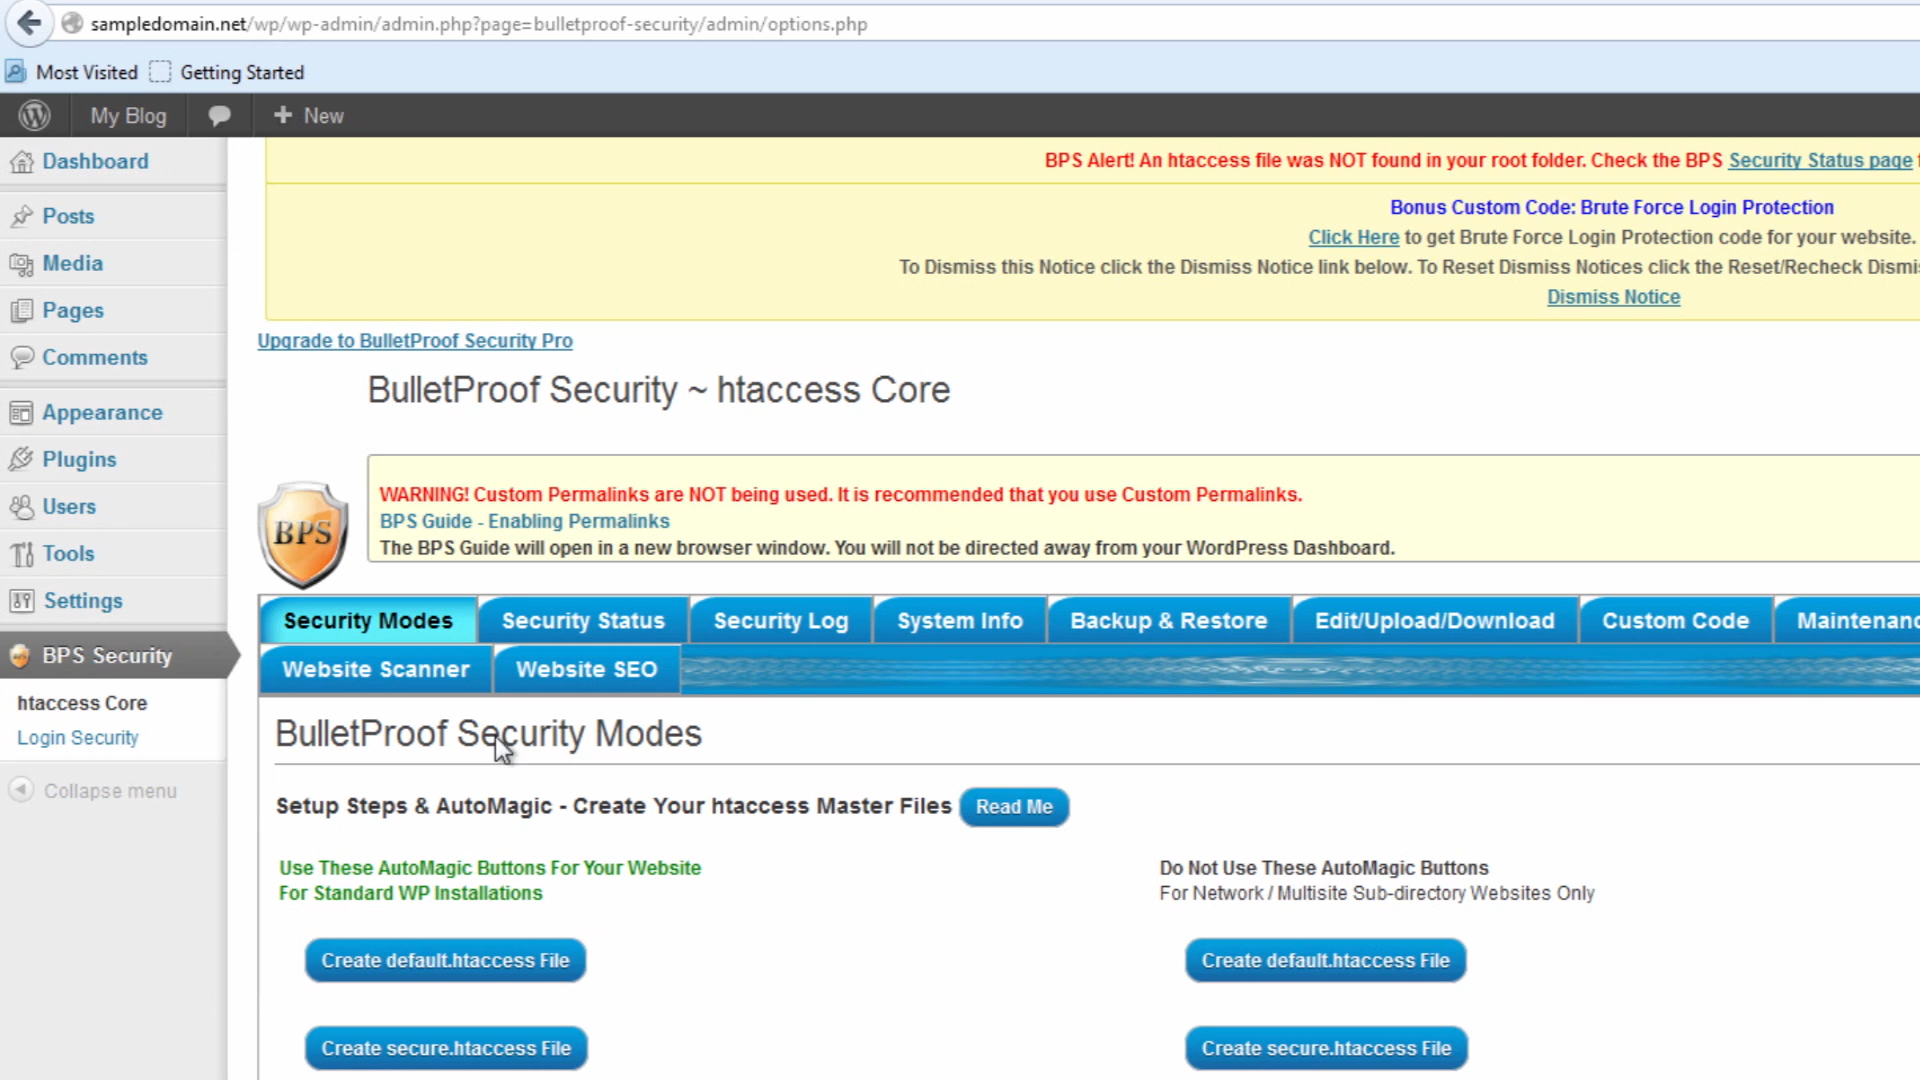 sampledomain.net/wp/wp-admin/admin.php?page=bulletproof-security/admin/options.php
Most Visited Getting Started
My Blog + New
Dashboard
Posts
Media
Pages
Comments
Appearance
Plugins
Users
Tools
Settings
BPS Security
htaccess Core
Login Security
Collapse menu
BPS Alert! An htaccess file was NOT found in your root folder. Check the BPS Security Status page
Bonus Custom Code: Brute Force Login Protection
Click Here to get Brute Force Login Protection code for your website.
To Dismiss this Notice click the Dismiss Notice link below. To Reset Dismiss Notices click the Reset/Recheck Dismi
Dismiss Notice
Upgrade to BulletProof Security Pro
BulletProof Security ~ htaccess Core
BPS
WARNING! Custom Permalinks are NOT being used. It is recommended that you use Custom Permalinks.
BPS Guide - Enabling Permalinks
The BPS Guide will open in a new browser window. You will not be directed away from your WordPress Dashboard.
Security Modes Security Status Security Log System Info Backup & Restore Edit/Upload/Download Custom Code Maintenanc
Website Scanner Website SEO
BulletProof Security Modes
Setup Steps & AutoMagic - Create Your htaccess Master Files Read Me
Use These AutoMagic Buttons For Your Website
For Standard WP Installations
Do Not Use These AutoMagic Buttons
For Network / Multisite Sub-directory Websites Only
Create default.htaccess File Create default.htaccess File
Create secure.htaccess File Create secure.htaccess File